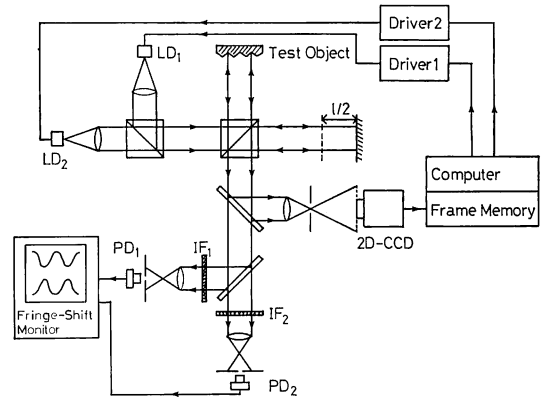 Driver2
LD₁
Test Object
Driver1
l/2
LD₂
Computer
Frame Memory
2D-CCD
PD₁
IF₁
Fringe-Shift
Monitor
IF₂
PD₂